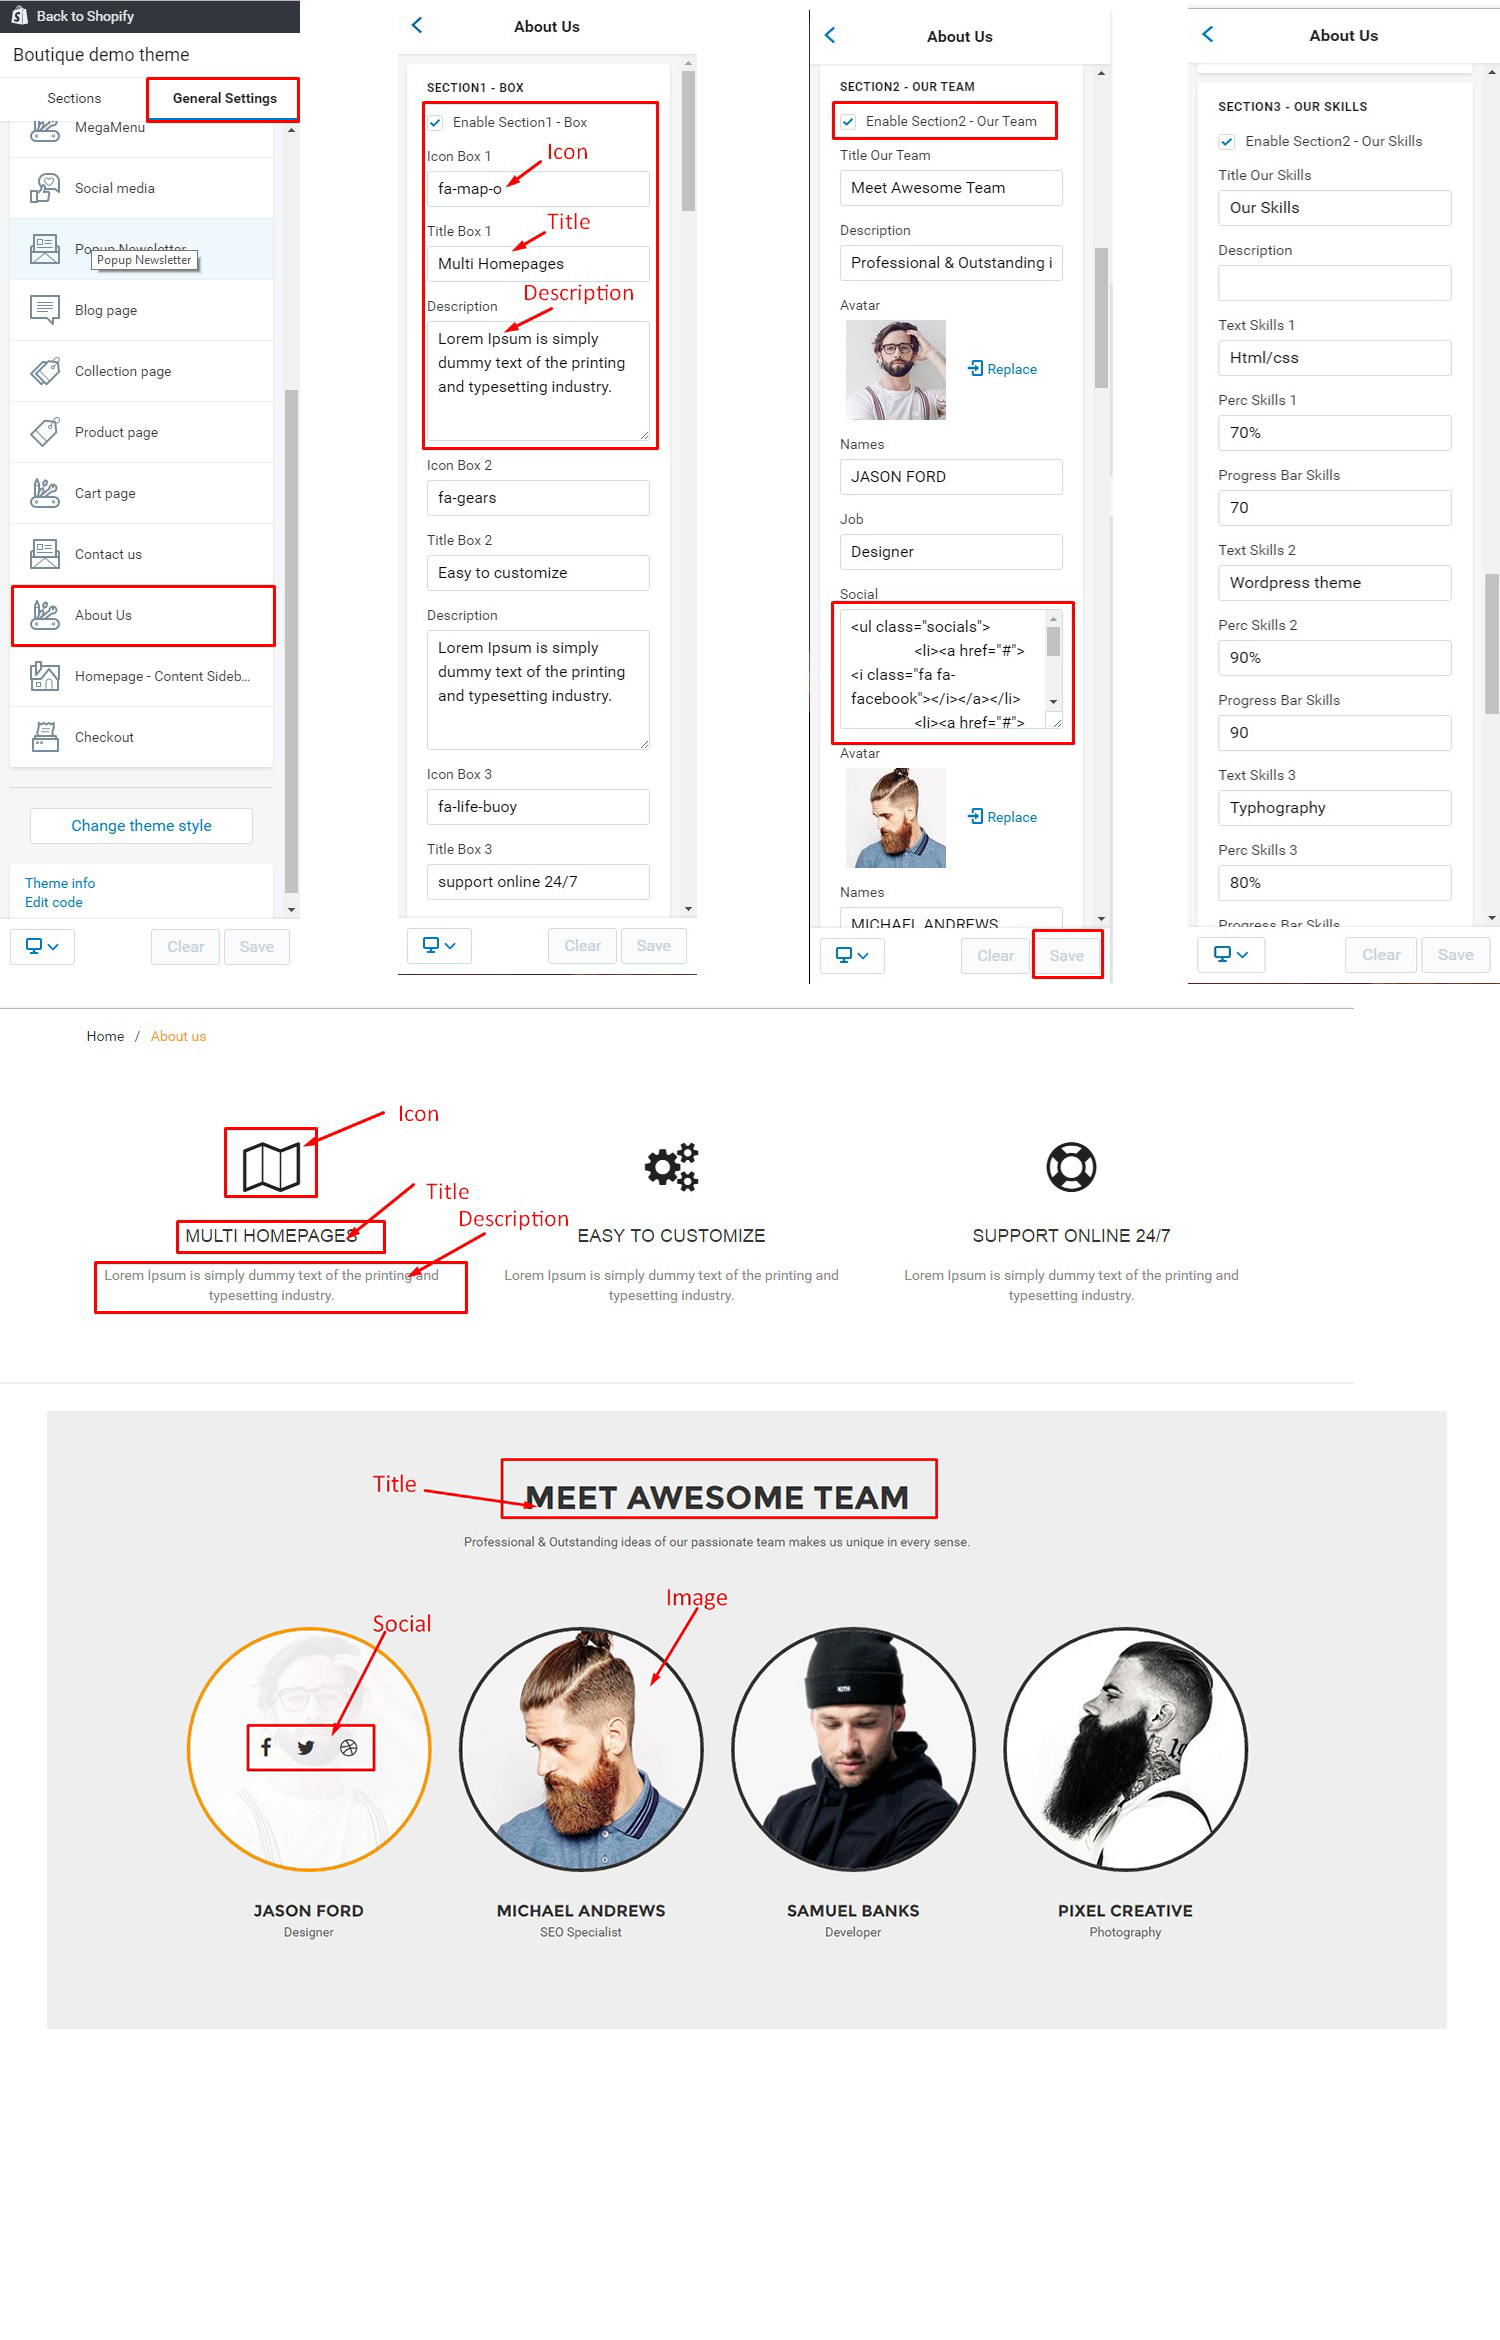 Back to Shopify
Boutique demo theme
Sections
General Settings
MegaMenu
Social media
Popup Newsletter
Popup Newsletter
Blog page
Collection page
Product page
Cart page
Contact us
About Us
Homepage - Content Sideb...
Checkout
Change theme style
Theme info
Edit code
Clear
Save
About Us
SECTION1 - BOX
Enable Section1 - Box
Icon Box 1
Icon
fa-map-o
Title Box 1
Title
Multi Homepages
Description
Description
Lorem Ipsum is simply
dummy text of the printing
and typesetting industry.
Icon Box 2
fa-gears
Title Box 2
Easy to customize
Description
Lorem Ipsum is simply
dummy text of the printing
and typesetting industry.
Icon Box 3
fa-life-buoy
Title Box 3
support online 24/7
Clear
Save
About Us
SECTION2 - OUR TEAM
Enable Section2 - Our Team
Title Our Team
Meet Awesome Team
Description
Professional & Outstanding i
Avatar
Replace
Names
JASON FORD
Job
Designer
Social
<ul class="socials">
<li><a href="#">
<i class="fa fa-
facebook"></i></a></li>
<li><a href="#">
Avatar
Replace
Names
MICHAEL ANDREWS
Clear
Save
About Us
SECTION3 - OUR SKILLS
Enable Section2 - Our Skills
Title Our Skills
Our Skills
Description
Text Skills 1
Html/css
Perc Skills 1
70%
Progress Bar Skills
70
Text Skills 2
Wordpress theme
Perc Skills 2
90%
Progress Bar Skills
90
Text Skills 3
Typhography
Perc Skills 3
80%
Progress Bar Skills
Clear
Save
Home / About us
Icon
Title
Description
MULTI HOMEPAGES
Lorem Ipsum is simply dummy text of the printing and
typesetting industry.
EASY TO CUSTOMIZE
Lorem Ipsum is simply dummy text of the printing and
typesetting industry.
SUPPORT ONLINE 24/7
Lorem Ipsum is simply dummy text of the printing and
typesetting industry.
Title
MEET AWESOME TEAM
Professional & Outstanding ideas of our passionate team makes us unique in every sense.
Social
Image
KITH
JASON FORD
Designer
MICHAEL ANDREWS
SEO Specialist
SAMUEL BANKS
Developer
PIXEL CREATIVE
Photography